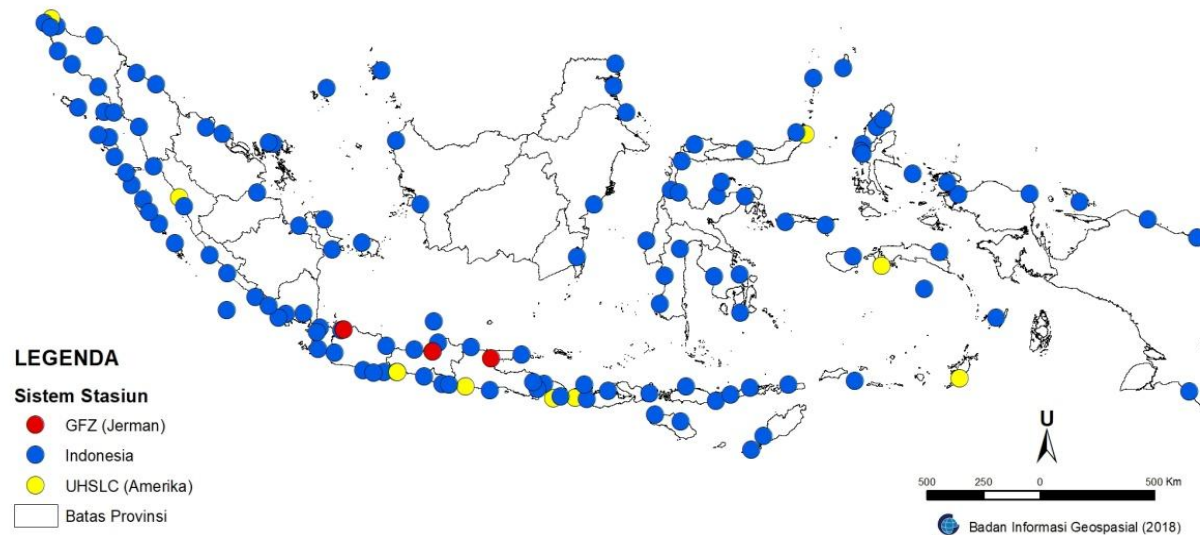 LEGENDA
Sistem Stasiun
GFZ (Jerman)
Indonesia
UHSLC (Amerika)
Batas Provinsi
U
500 250 0 500 Km
Badan Informasi Geospasial (2018)